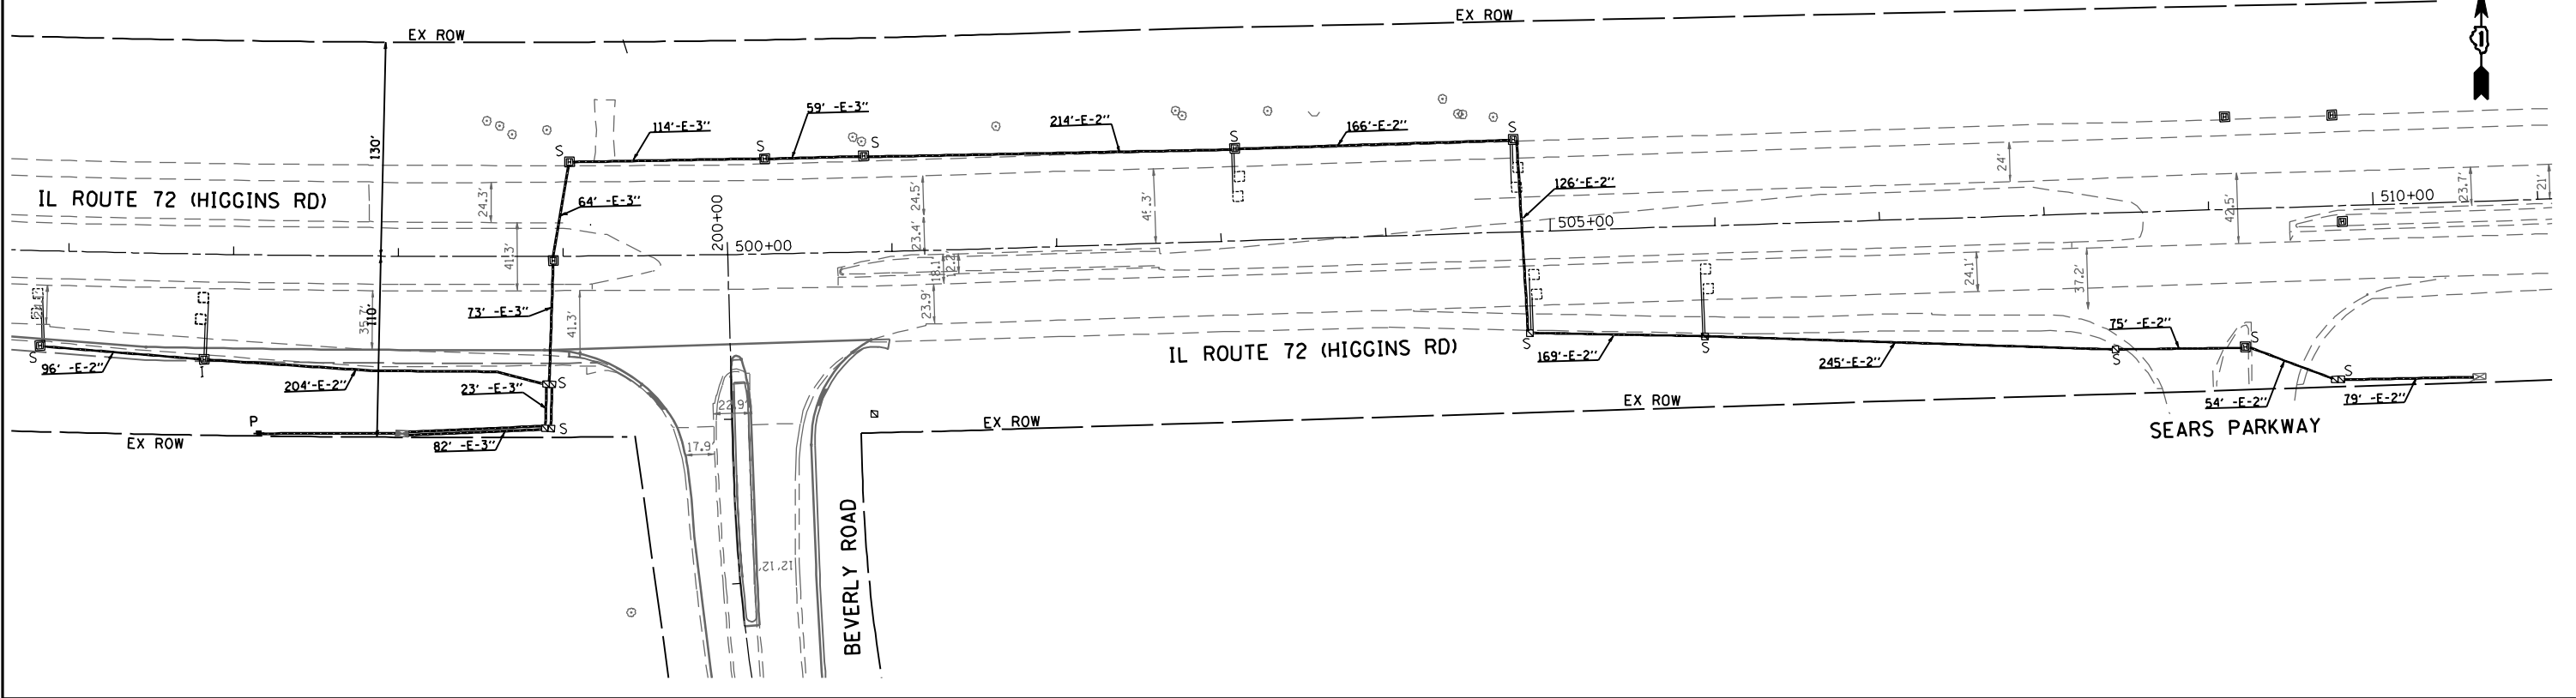 EX ROW
EX ROW
130'
114'-E-3"
59' -E-3"
214'-E-2"
166'-E-2"
S
S
S
S
S
126'-E-2"
24'
IL ROUTE 72 (HIGGINS RD)
24.3'
64' -E-3"
200+00
500+00
24.5'
23.4'
505+00
42.5'
510+00
23.7'
21'
41.3'
18.1'
12.2'
24.1'
37.2'
35.7'
110'
73' -E-3"
41.3'
23.9'
S
96' -E-2"
I
204'-E-2"
23' -E-3"
S
IL ROUTE 72 (HIGGINS RD)
S
169'-E-2"
S
245'-E-2"
75' -E-2"
S
S
54' -E-2"
S
79' -E-2"
P
EX ROW
82' -E-3"
S
22.9'
17.9'
EX ROW
EX ROW
SEARS PARKWAY
BEVERLY ROAD
12'
12'